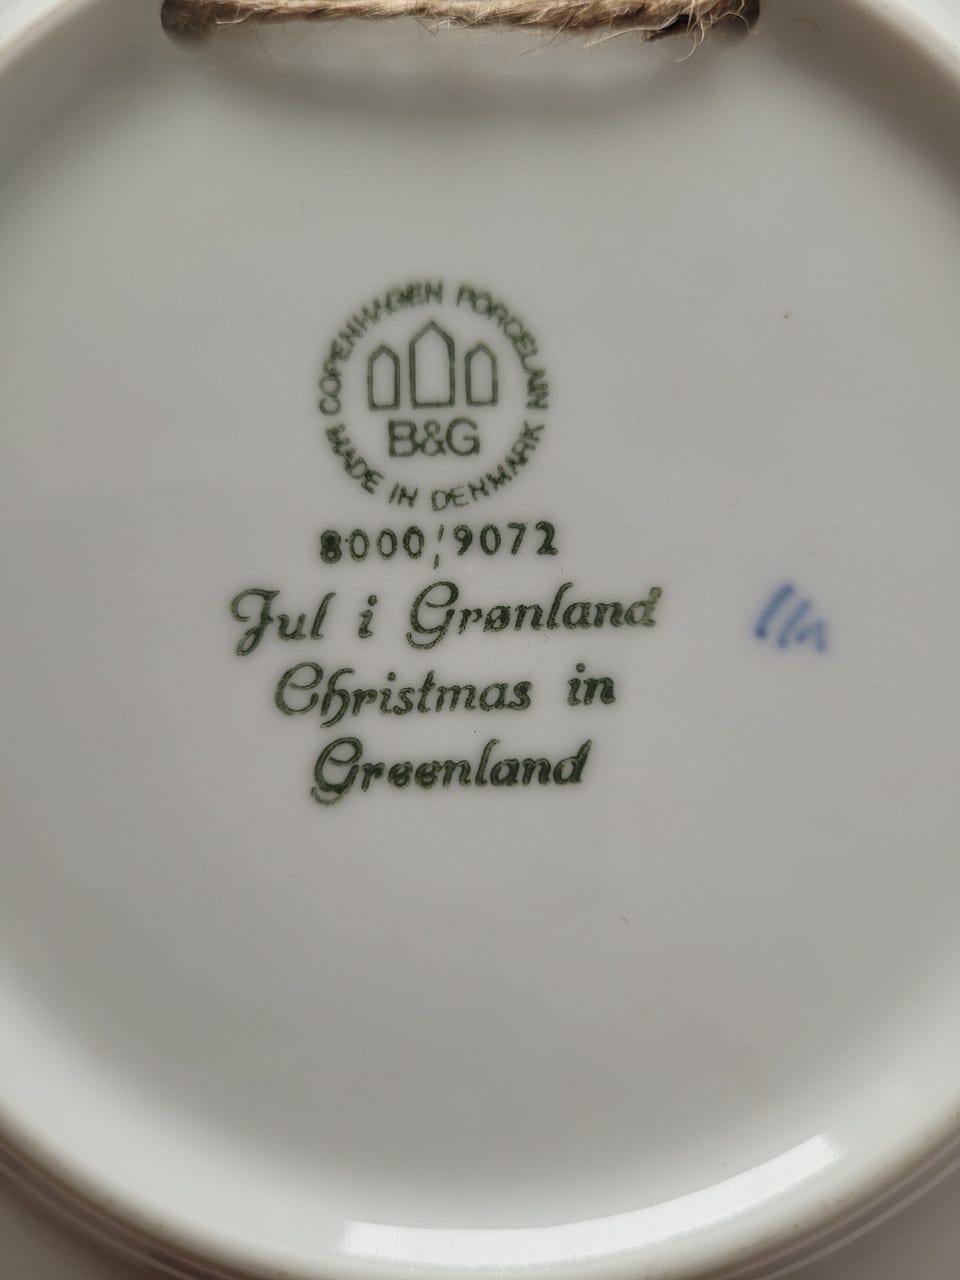 COPENHAGEN PORCELAIN
B&G
MADE IN DENMARK
8000/9072
Jul i Grønland
Christmas in
Greenland